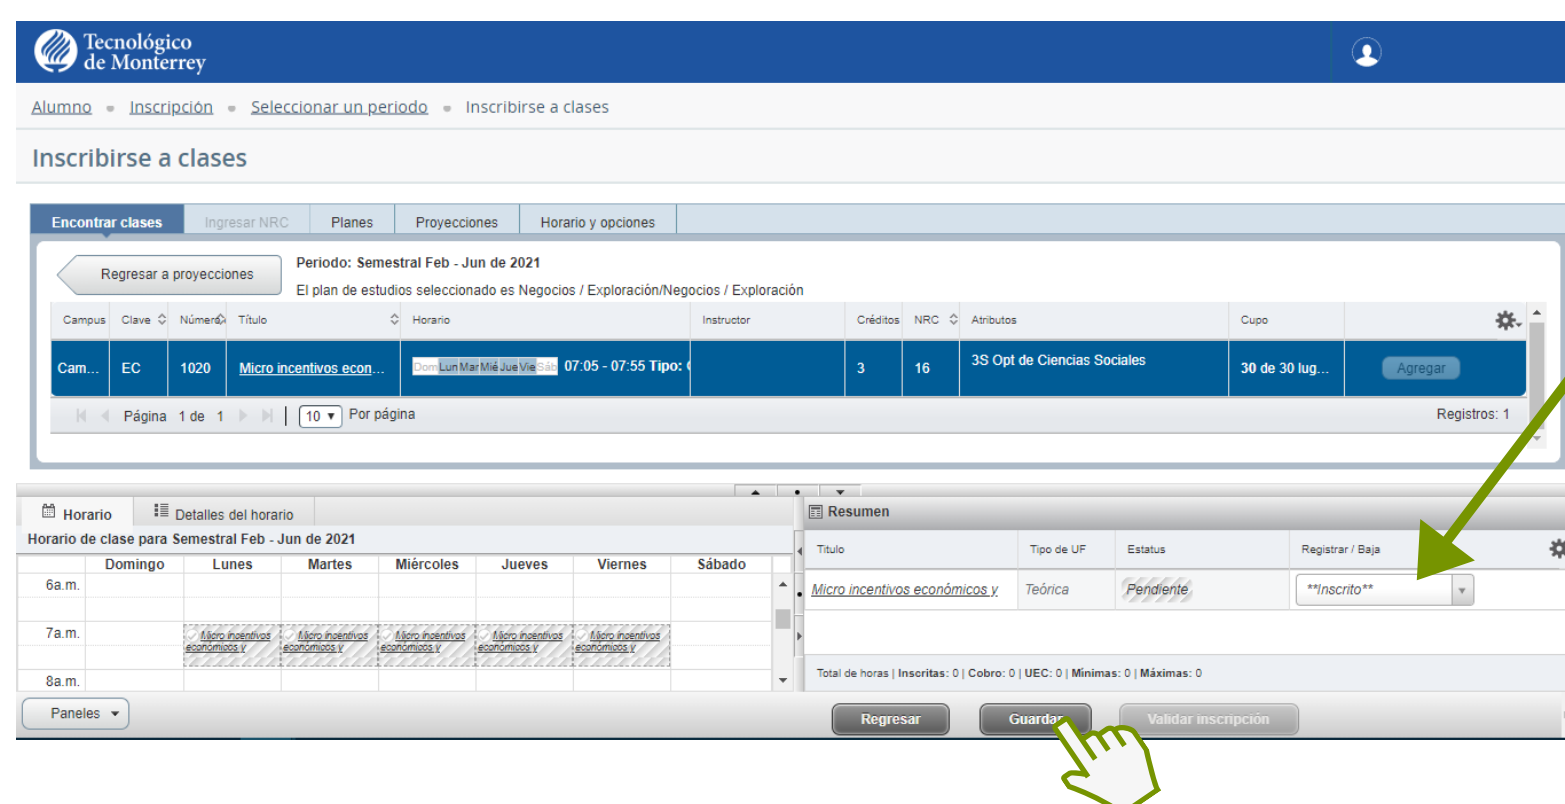 Tecnológico
de Monterrey
Alumno Inscripción Seleccionar un periodo Inscribirse a clases
Inscribirse a clases
Encontrar clases Ingresar NRC Planes Proyecciones Horario y opciones
Regresar a proyecciones
Periodo: Semestral Feb - Jun de 2021
El plan de estudios seleccionado es Negocios / Exploración/Negocios / Exploración
Campus Clave Número Título Horario Instructor Créditos NRC Atributos Cupo
Cam... EC 1020 Micro incentivos econ... Dom Lun Mar Mié Jue Vie Sáb 07:05 - 07:55 Tipo: 3 16 3S Opt de Ciencias Sociales 30 de 30 lug... Agregar
Página 1 de 1 10 Por página Registros: 1
Horario Detalles del horario
Horario de clase para Semestral Feb - Jun de 2021
Domingo Lunes Martes Miércoles Jueves Viernes Sábado
6a.m.
7a.m.
Micro incentivos Micro incentivos Micro incentivos Micro incentivos Micro incentivos
económicos y económicos y económicos y económicos y económicos y
8a.m.
Resumen
Título Tipo de UF Estatus Registrar / Baja
Micro incentivos económicos y Teórica Pendiente **Inscrito**
Total de horas | Inscritas: 0 | Cobro: 0 | UEC: 0 | Mínimas: 0 | Máximas: 0
Paneles Regresar Guardar Validar inscripción